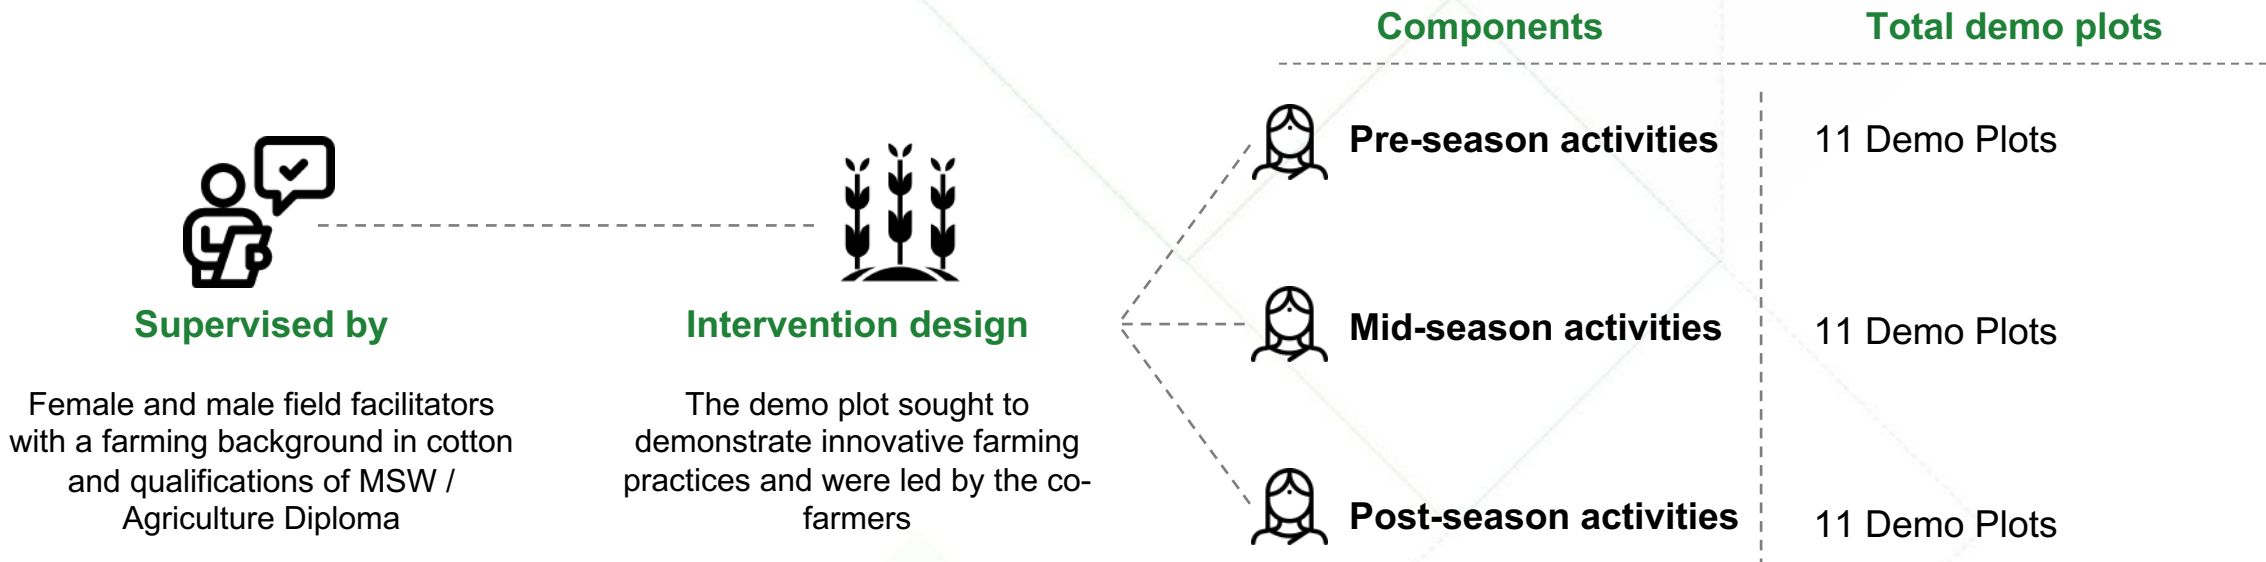 Supervised by
Female and male field facilitators
with a farming background in cotton
and qualifications of MSW /
Agriculture Diploma
Intervention design
The demo plot sought to
demonstrate innovative farming
practices and were led by the co-
farmers
Components
Total demo plots
Pre-season activities
11 Demo Plots
Mid-season activities
11 Demo Plots
Post-season activities
11 Demo Plots